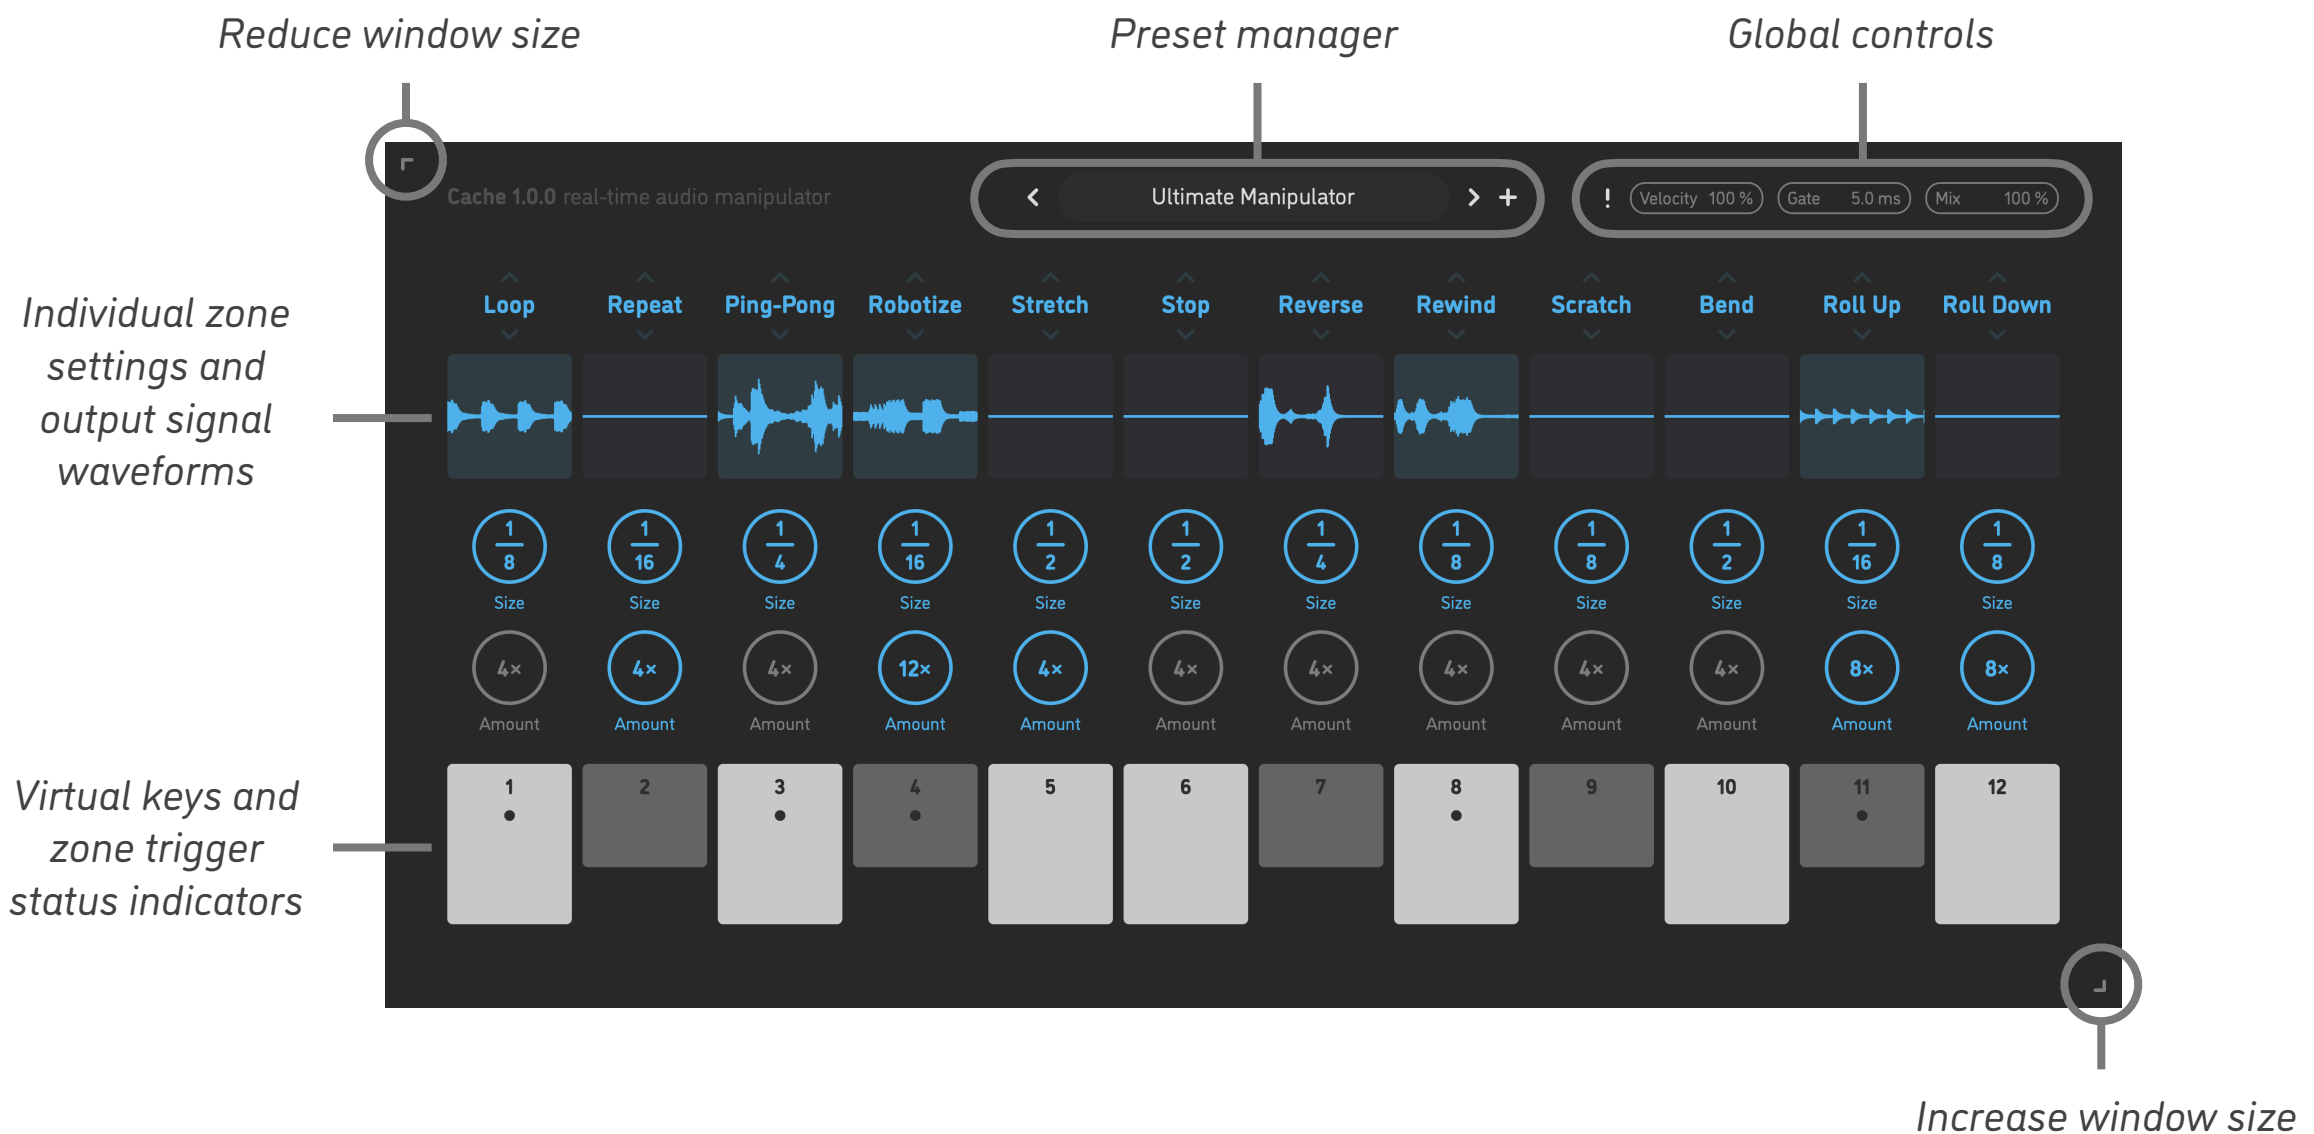 Reduce window size
Preset manager
Global controls
Cache 1.0.0 real-time audio manipulator
Ultimate Manipulator
! Velocity 100 % Gate 5.0 ms Mix 100 %
Individual zone
settings and
output signal
waveforms
Loop Repeat Ping-Pong Robotize Stretch Stop Reverse Rewind Scratch Bend Roll Up Roll Down
1 1 1 1 1 1 1 1 1 1 1 1
8 16 4 16 2 2 4 8 8 2 16 8
Size Size Size Size Size Size Size Size Size Size Size Size
4× 4× 4× 12× 4× 4× 4× 4× 4× 4× 8× 8×
Amount Amount Amount Amount Amount Amount Amount Amount Amount Amount Amount Amount
Virtual keys and
zone trigger
status indicators
1 2 3 4 5 6 7 8 9 10 11 12
Increase window size